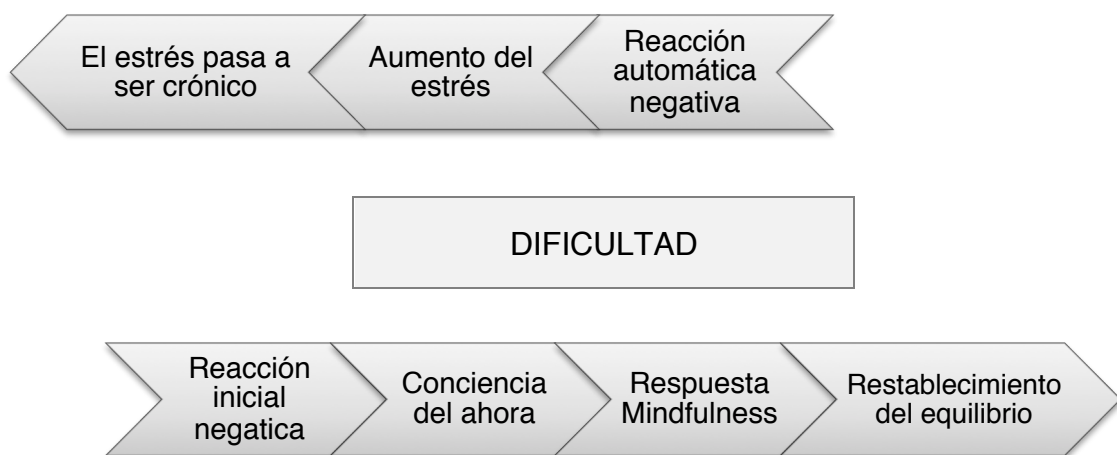 El estrés pasa a
ser crónico
Aumento del
estrés
Reacción
automática
negativa
DIFICULTAD
Reacción
inicial
negatica
Conciencia
del ahora
Respuesta
Mindfulness
Restablecimiento
del equilibrio